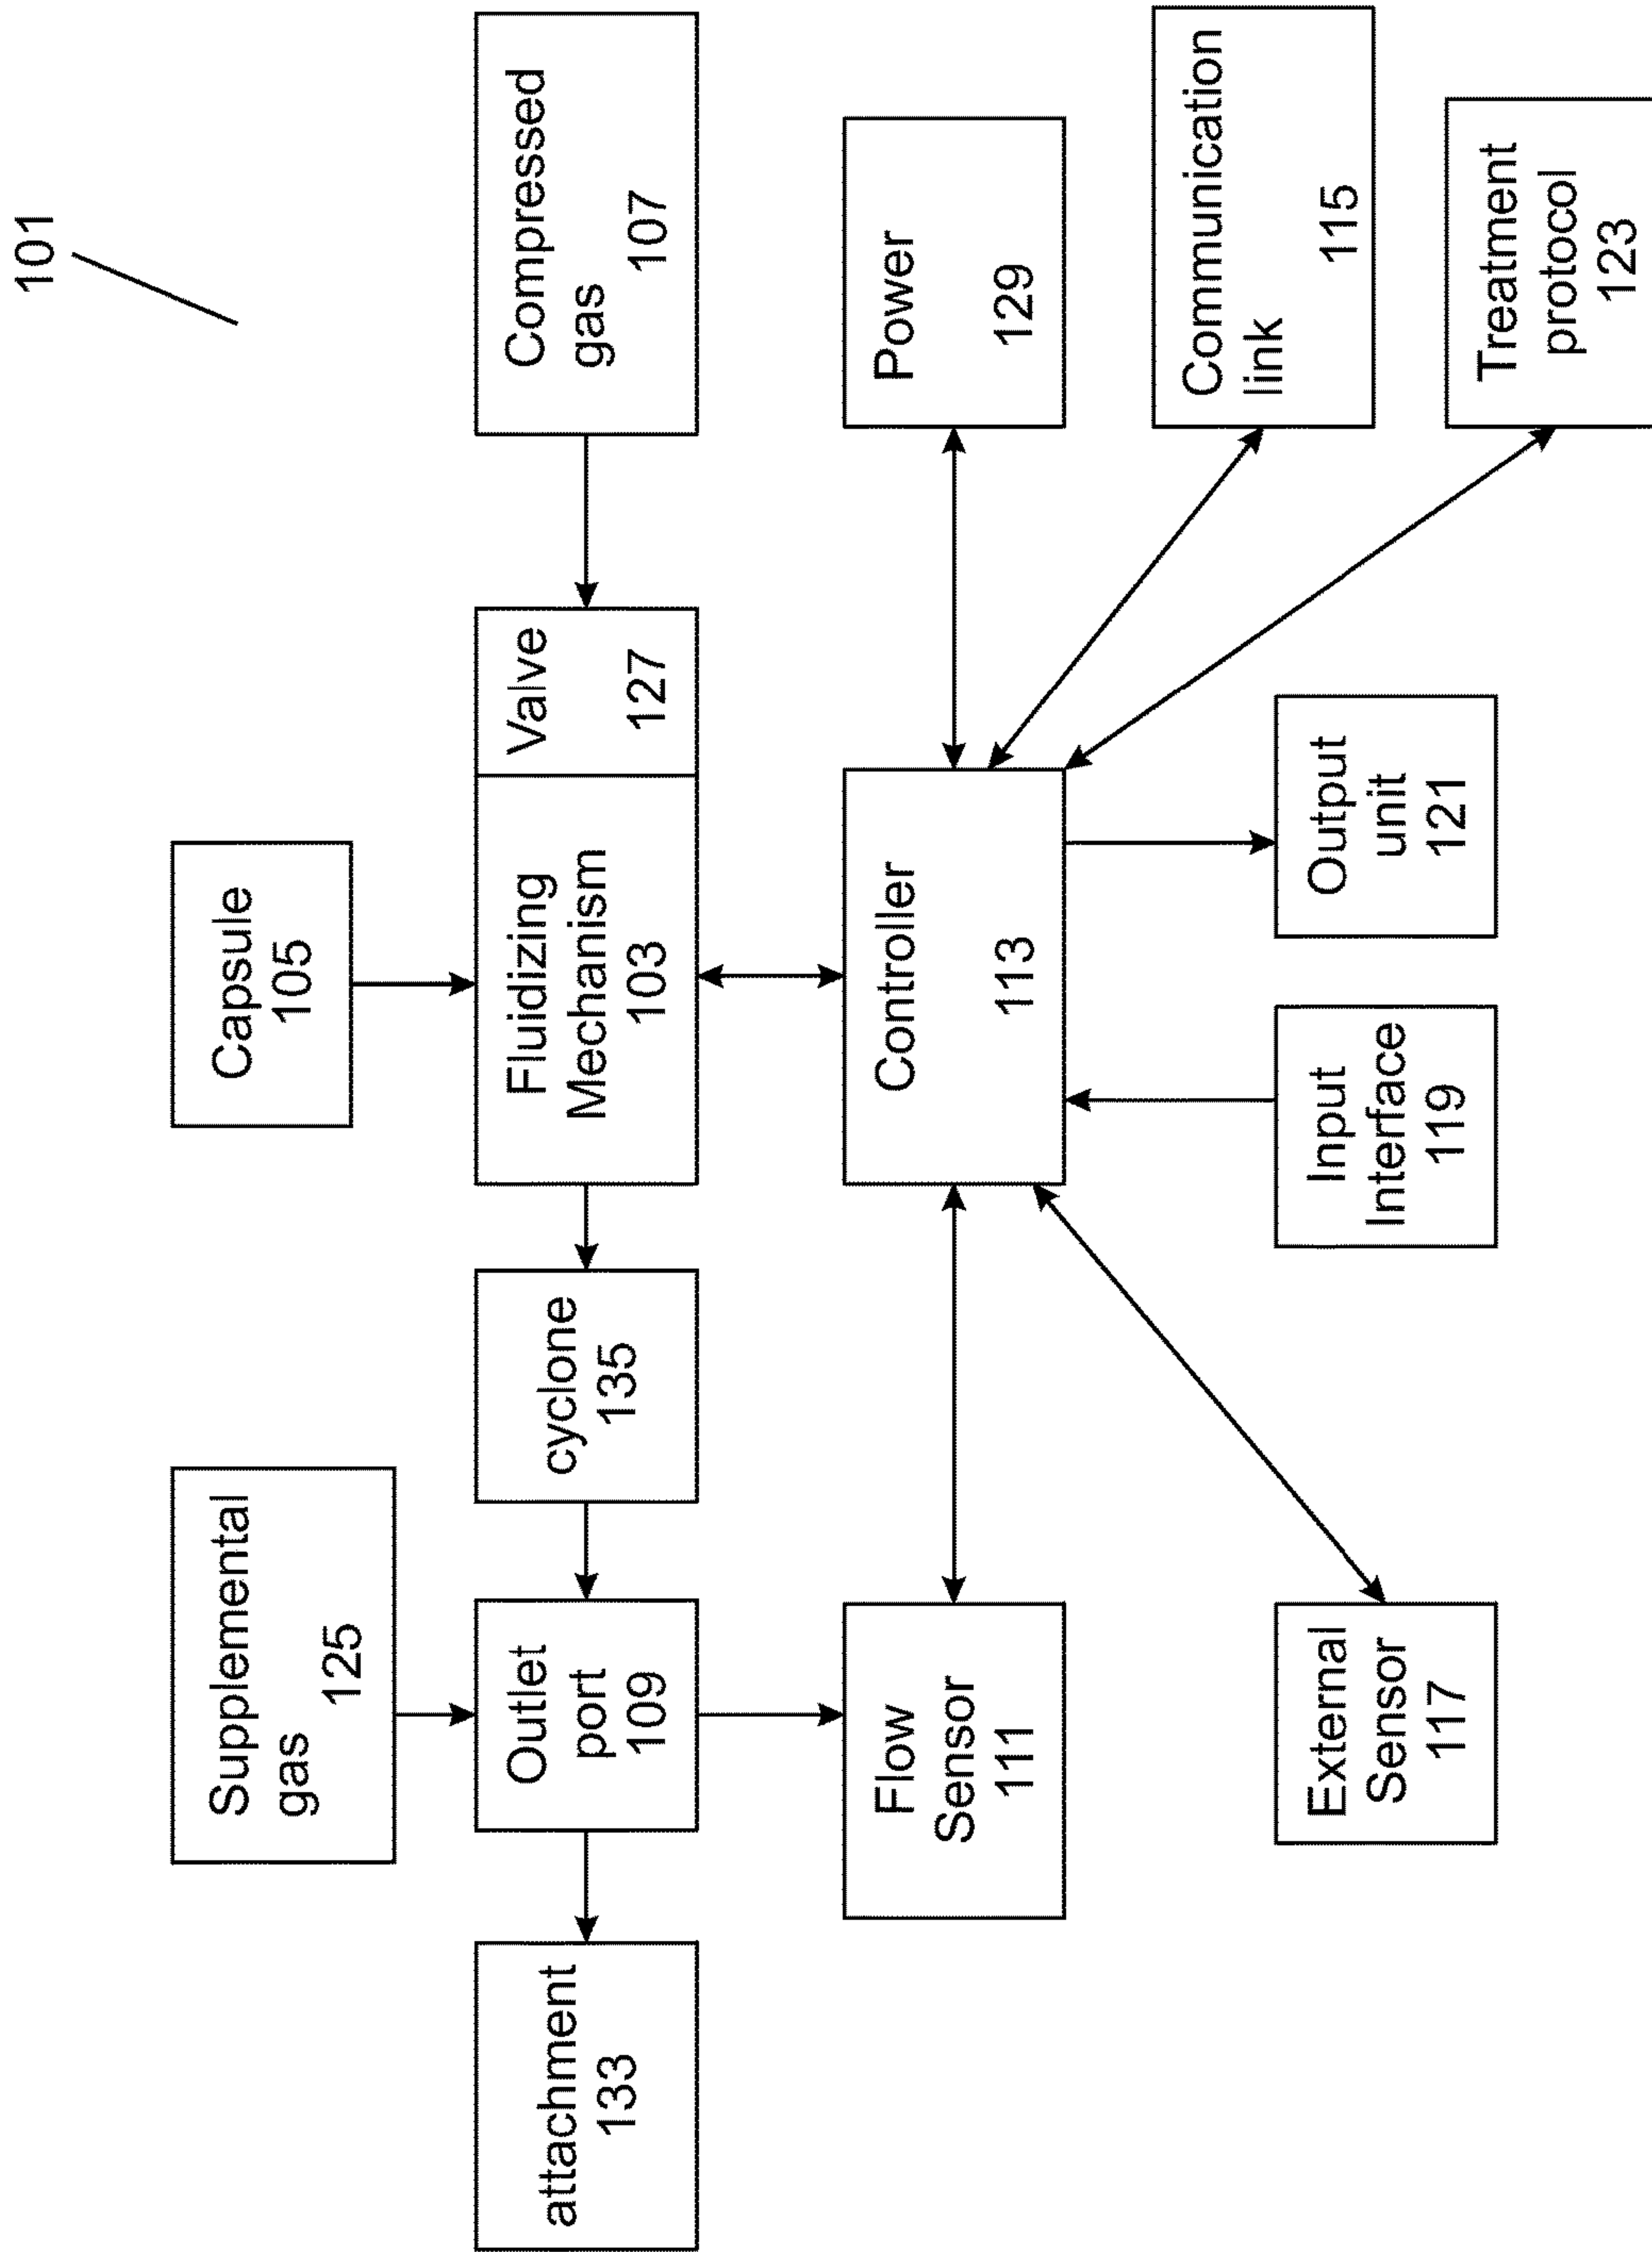 101
Supplemental
gas
125
Capsule
105
attachment
133
Outlet
port
109
cyclone
135
Fluidizing
Mechanism
103
Valve
127
Compressed
gas
107
Flow
Sensor
111
Controller
113
Power
129
Communication
link
115
External
Sensor
117
Input
Interface
119
Output
unit
121
Treatment
protocol
123